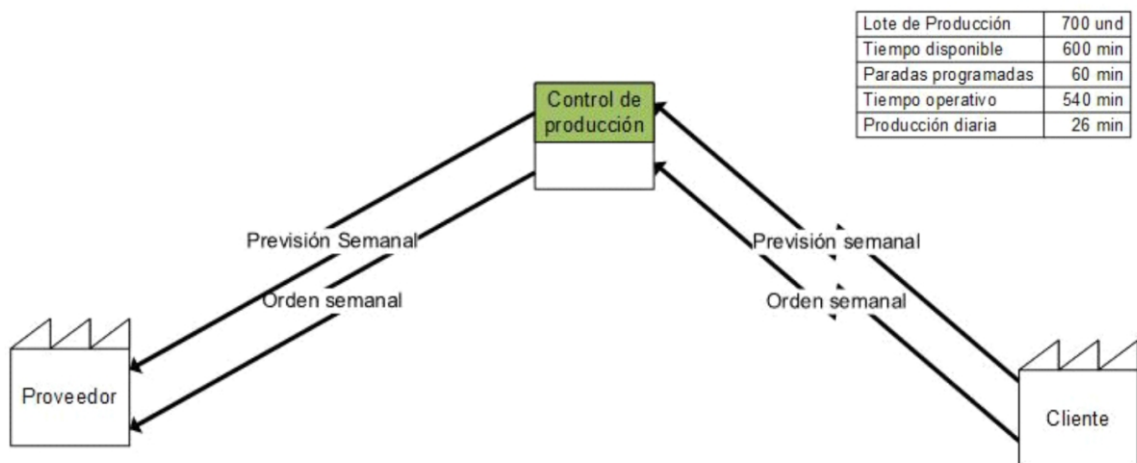 Lote de Producción 700 und
Tiempo disponible 600 min
Paradas programadas 60 min
Tiempo operativo 540 min
Producción diaria 26 min
Control de
producción
Previsión Semanal
Previsión semanal
Orden semanal
Orden semanal
Proveedor
Cliente